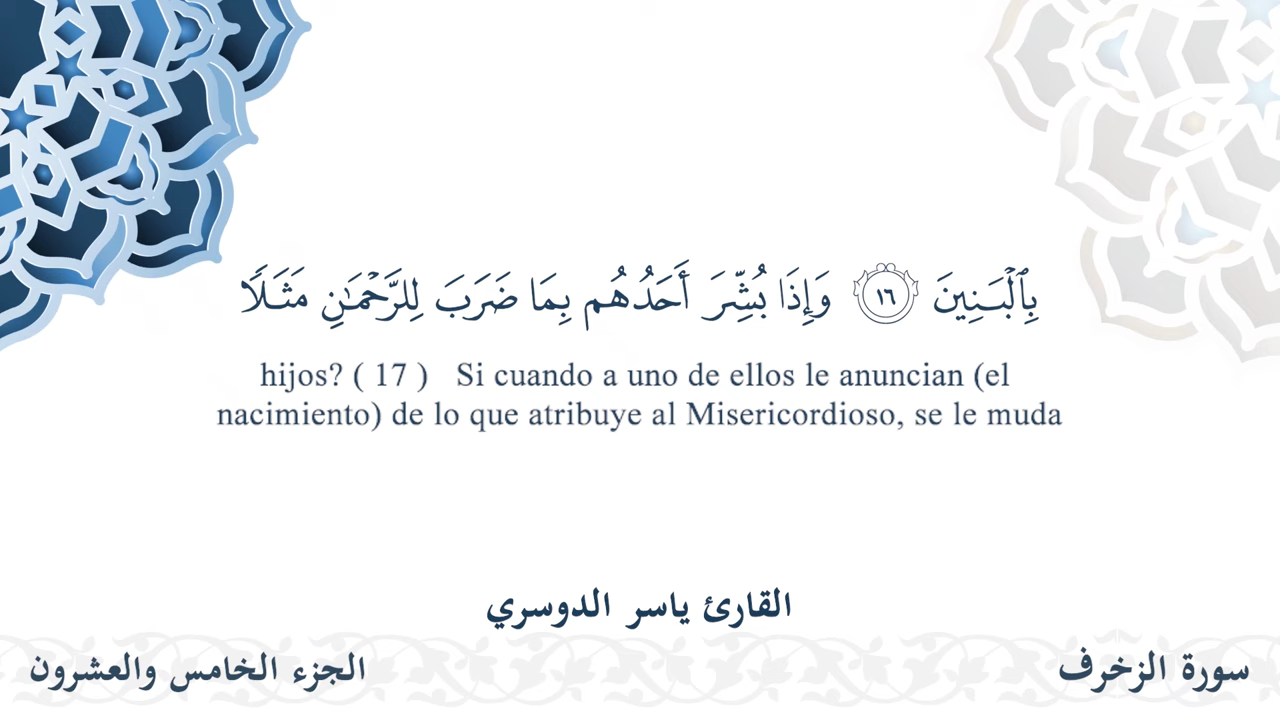 بِٱلْبَنِينَ ١٦ وَإِذَا بُشِّرَ أَحَدُهُم بِمَا ضَرَبَ لِلرَّحْمَٰنِ مَثَلًا
hijos? ( 17 ) Si cuando a uno de ellos le anuncian (el
nacimiento) de lo que atribuye al Misericordioso, se le muda
القارئ ياسر الدوسري
سورة الزخرف
الجزء الخامس والعشرون